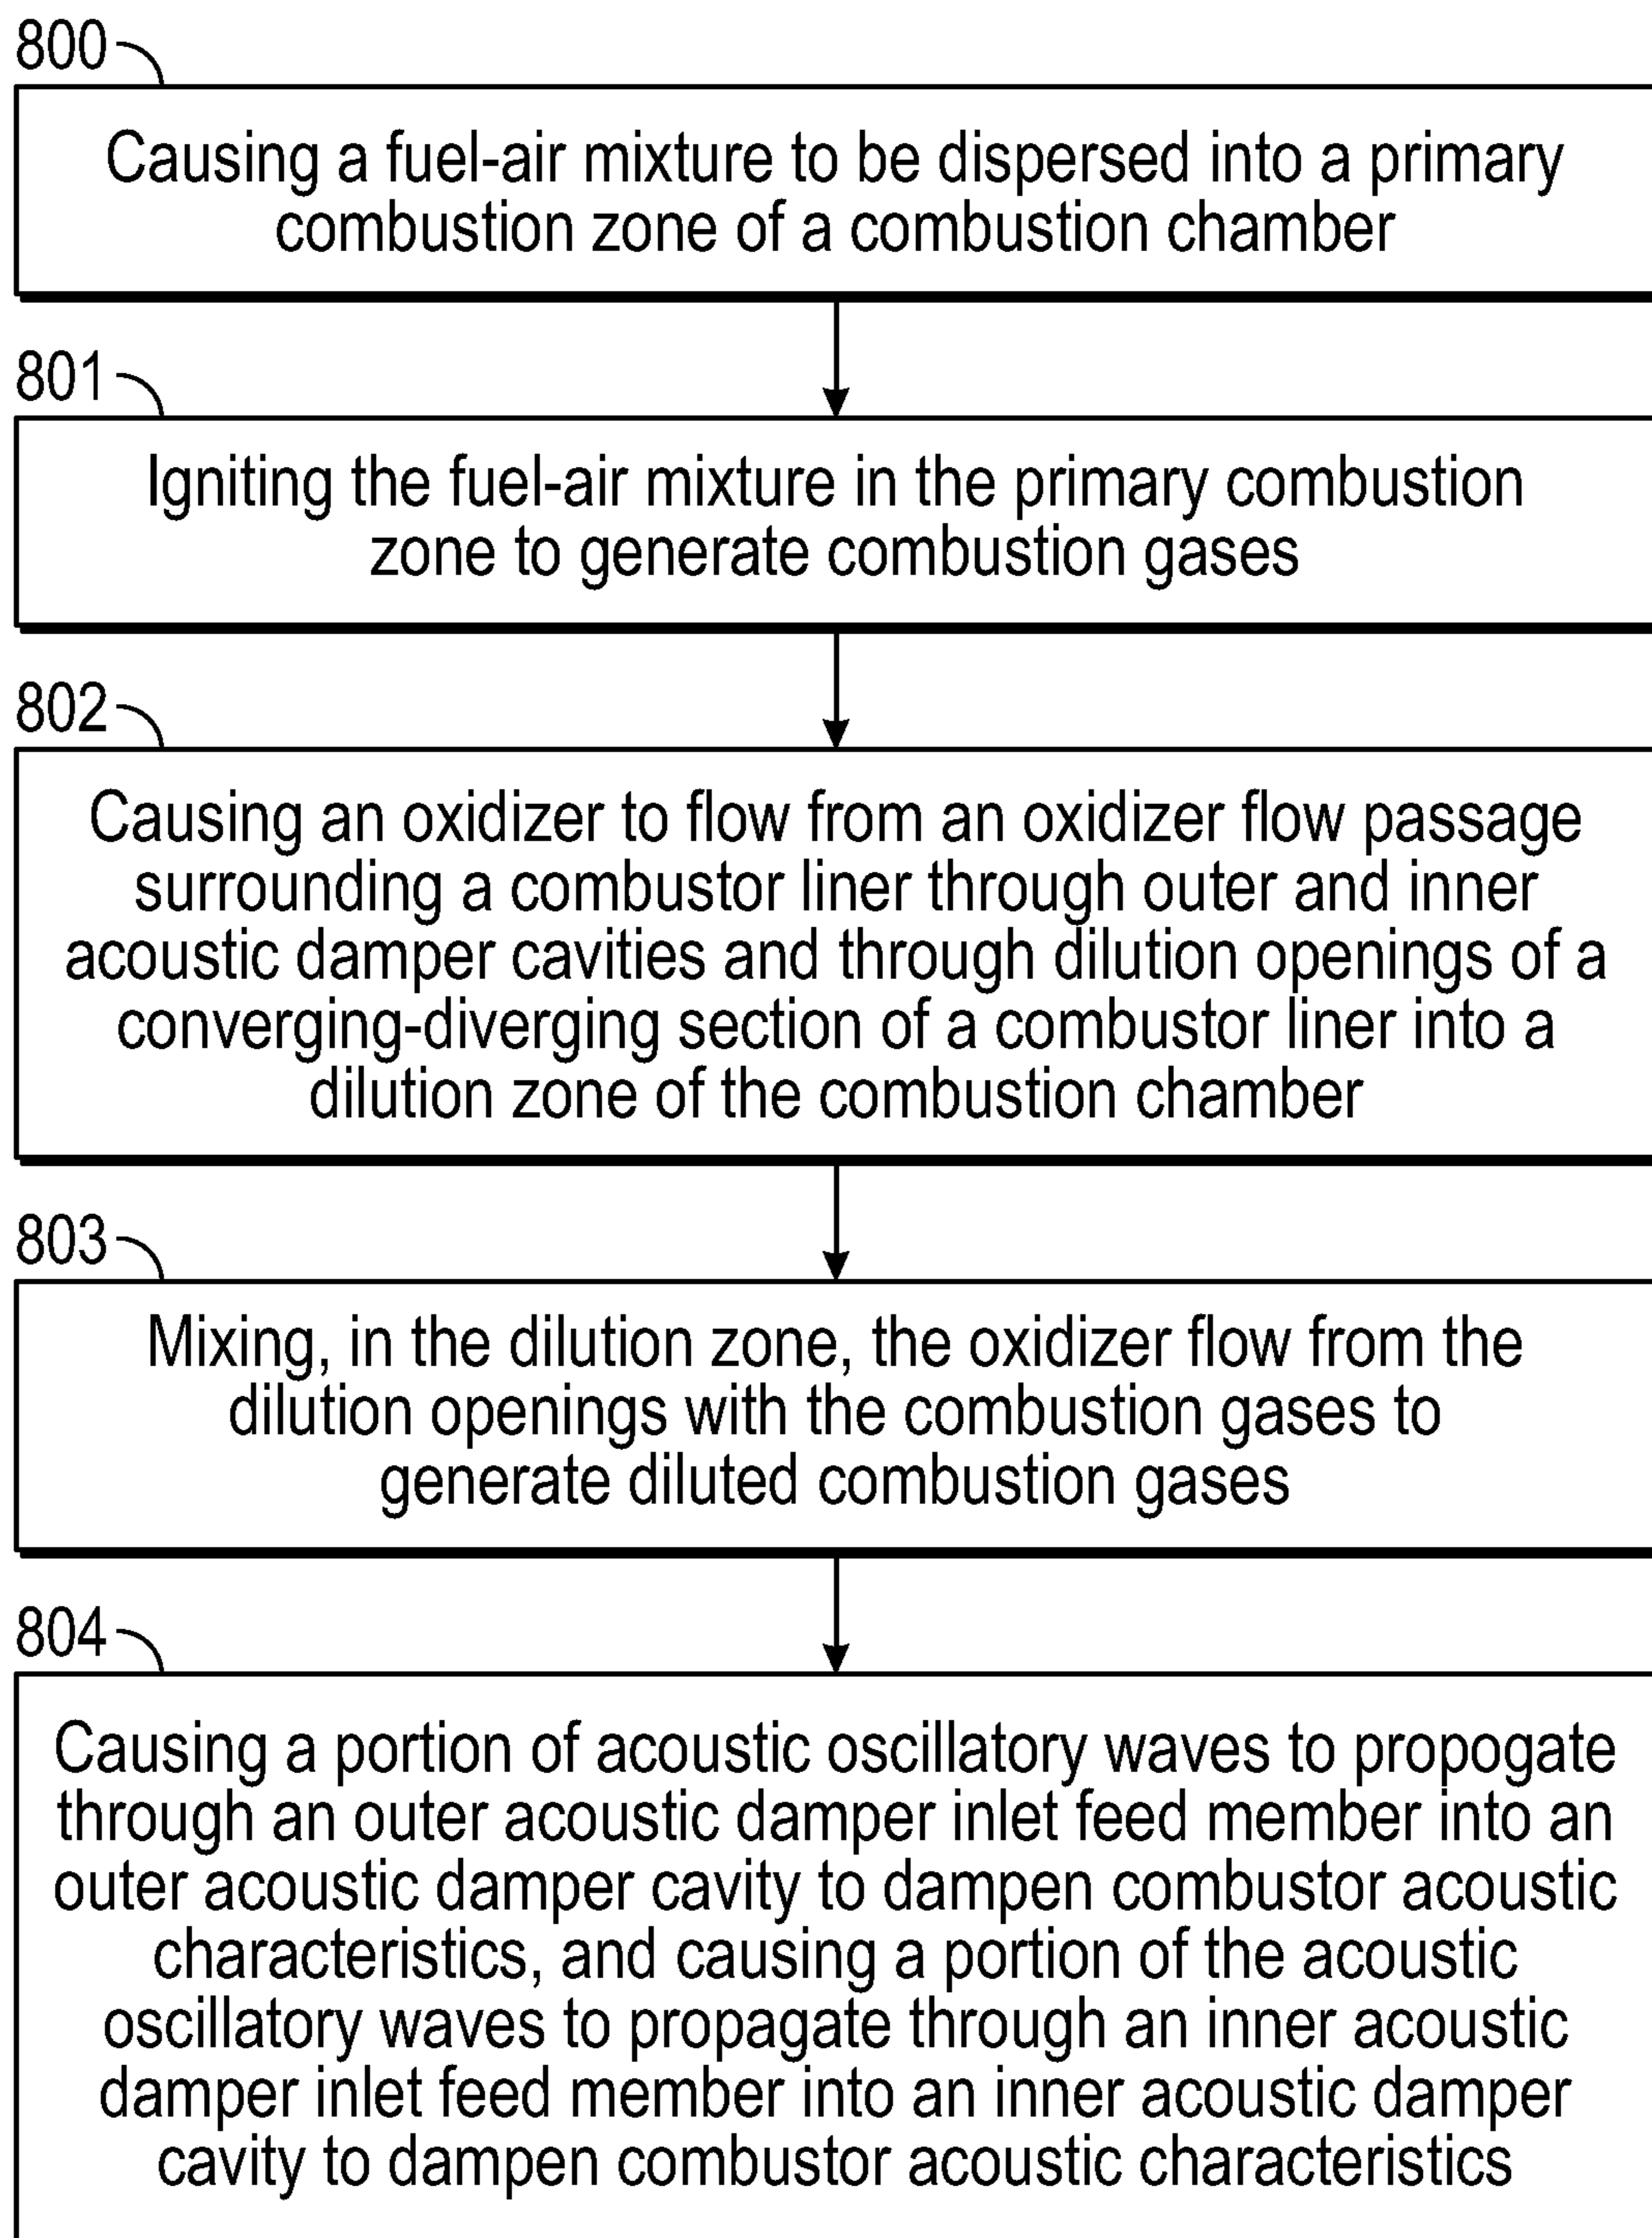 800
Causing a fuel-air mixture to be dispersed into a primary
combustion zone of a combustion chamber
801
Igniting the fuel-air mixture in the primary combustion
zone to generate combustion gases
802
Causing an oxidizer to flow from an oxidizer flow passage
surrounding a combustor liner through outer and inner
acoustic damper cavities and through dilution openings of a
converging-diverging section of a combustor liner into a
dilution zone of the combustion chamber
803
Mixing, in the dilution zone, the oxidizer flow from the
dilution openings with the combustion gases to
generate diluted combustion gases
804
Causing a portion of acoustic oscillatory waves to propogate
through an outer acoustic damper inlet feed member into an
outer acoustic damper cavity to dampen combustor acoustic
characteristics, and causing a portion of the acoustic
oscillatory waves to propagate through an inner acoustic
damper inlet feed member into an inner acoustic damper
cavity to dampen combustor acoustic characteristics